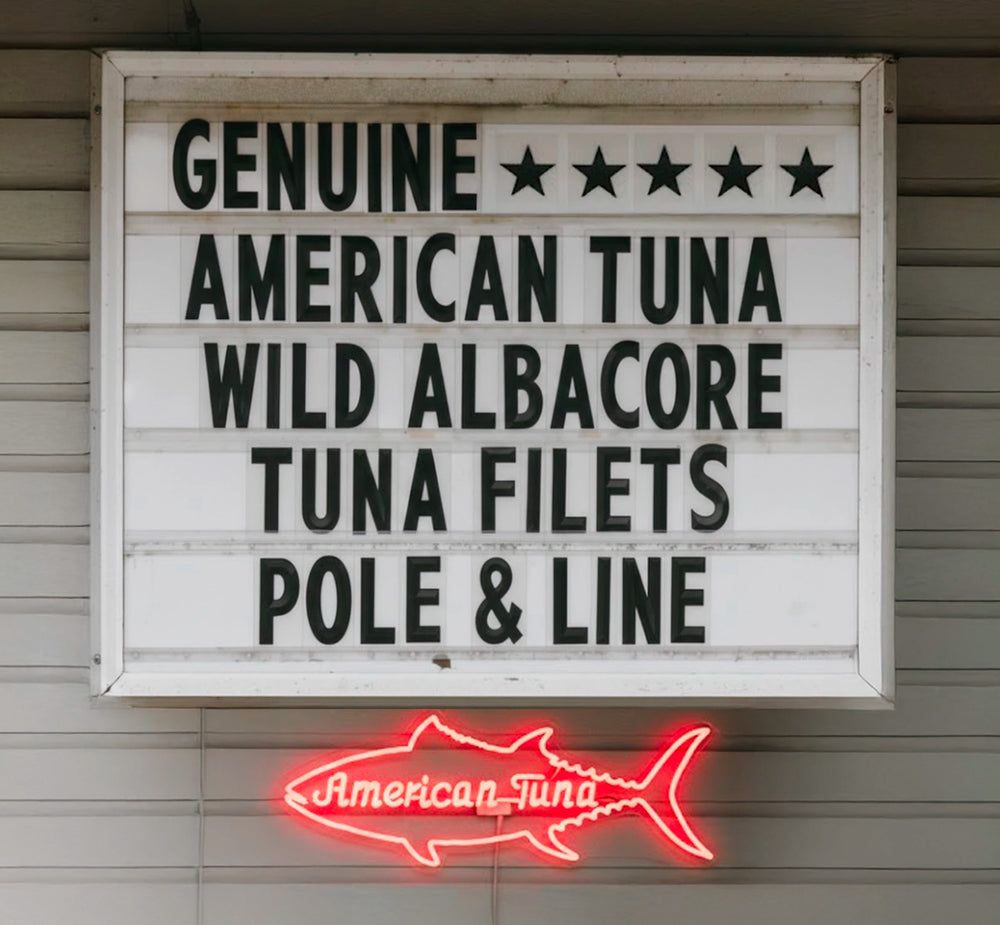 GENUINE ★★★★★
AMERICAN TUNA
WILD ALBACORE
TUNA FILETS
POLE & LINE
American Tuna